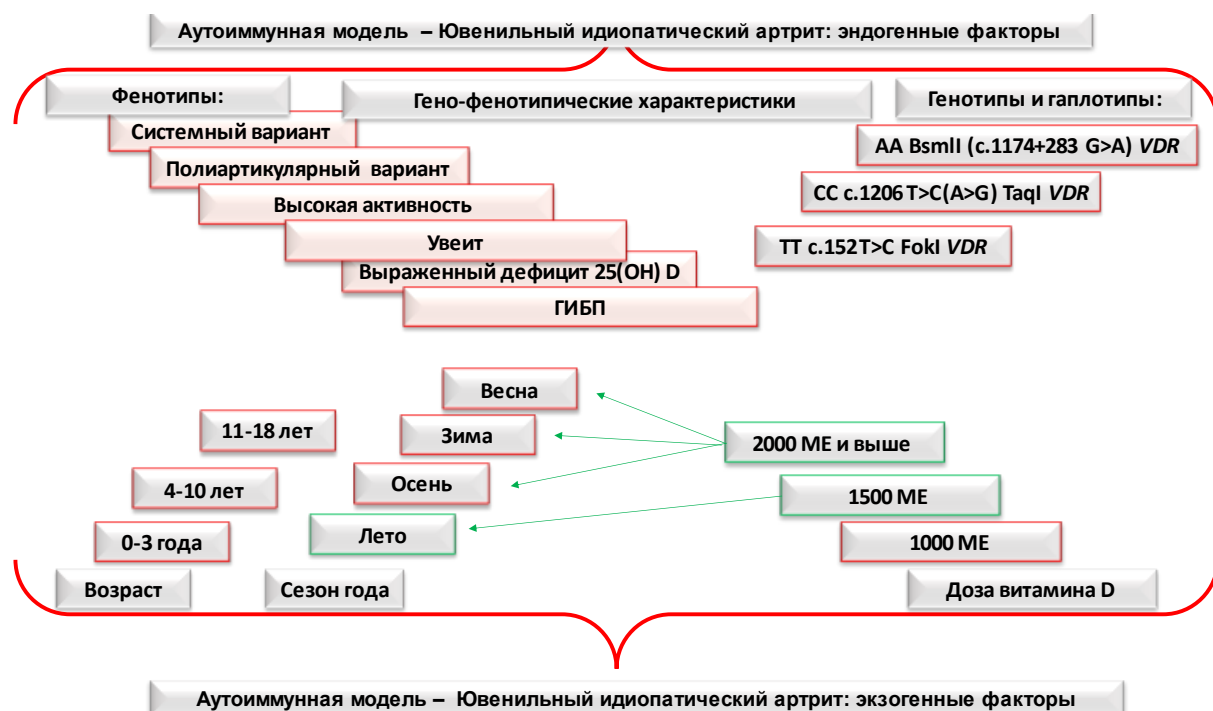 Аутоиммунная модель – Ювенильный идиопатический артрит: эндогенные факторы
Фенотипы:
Гено-фенотипические характеристики
Генотипы и гаплотипы:
Системный вариант
Полиартикулярный вариант
Высокая активность
Увеит
Выраженный дефицит 25(ОН) D
ГИБП
AA BsmlI (c.1174+283 G>A) VDR
CC c.1206 T>C(A>G) TaqI VDR
TT c.152T>C FokI VDR
Весна
11-18 лет
Зима
2000 МЕ и выше
4-10 лет
Осень
1500 МЕ
0-3 года
Лето
1000 МЕ
Возраст
Сезон года
Доза витамина D
Аутоиммунная модель – Ювенильный идиопатический артрит: экзогенные факторы